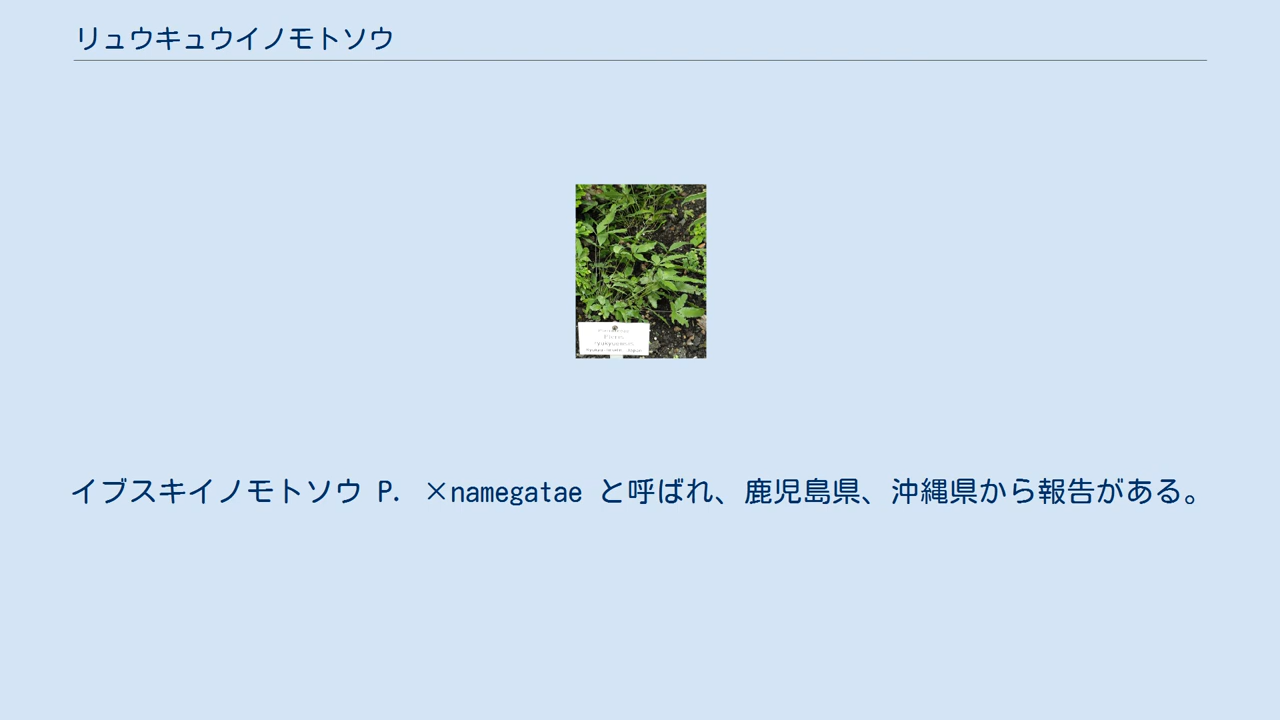 リュウキュウイノモトソウ
Pteris
ryukyuensis
イブスキイノモトソウ P. ×namegatae と呼ばれ、鹿児島県、沖縄県から報告がある。